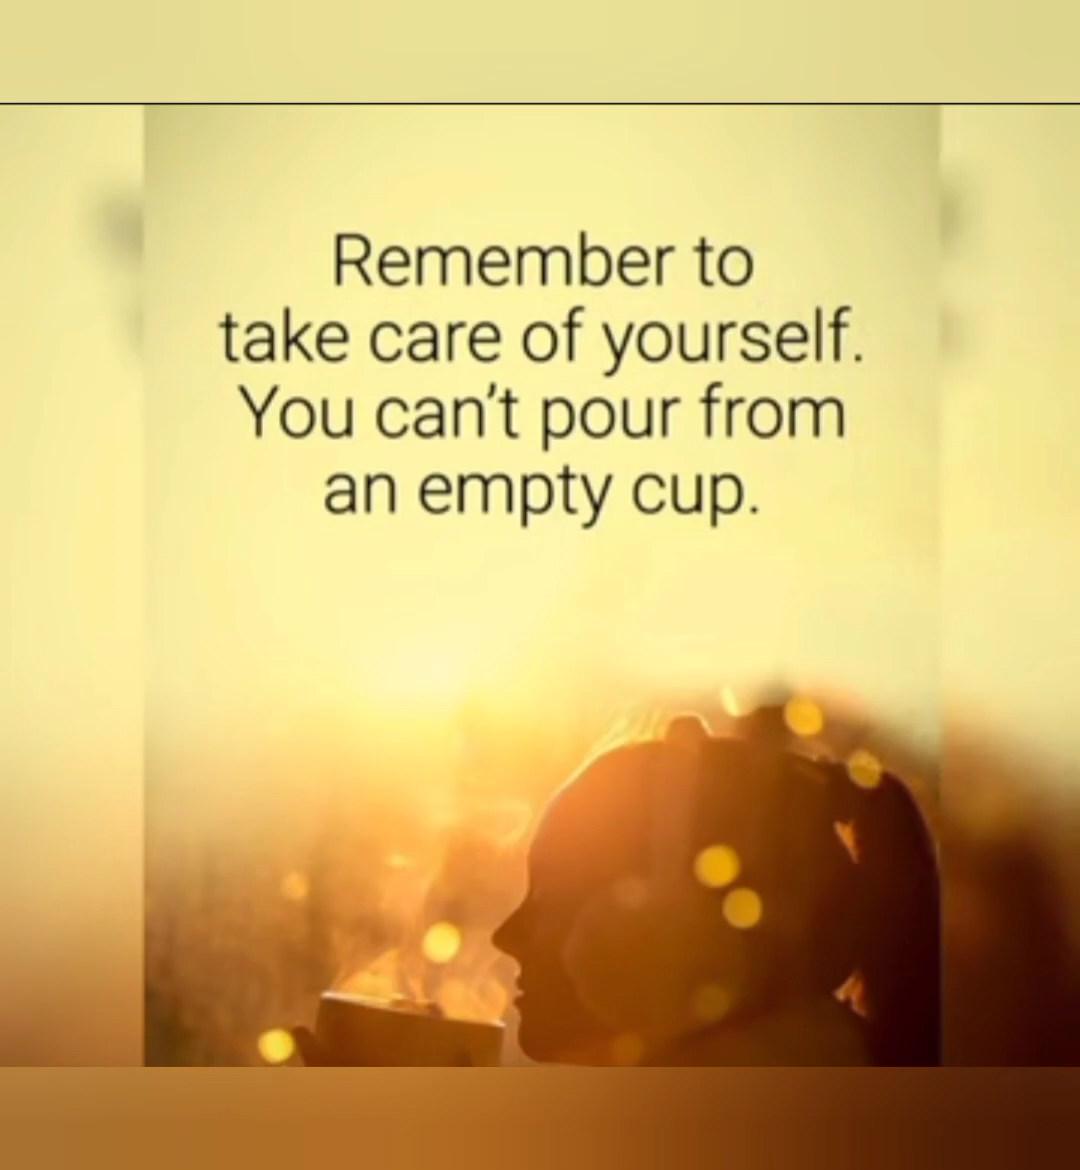 Remember to
take care of yourself.
You can't pour from
an empty cup.